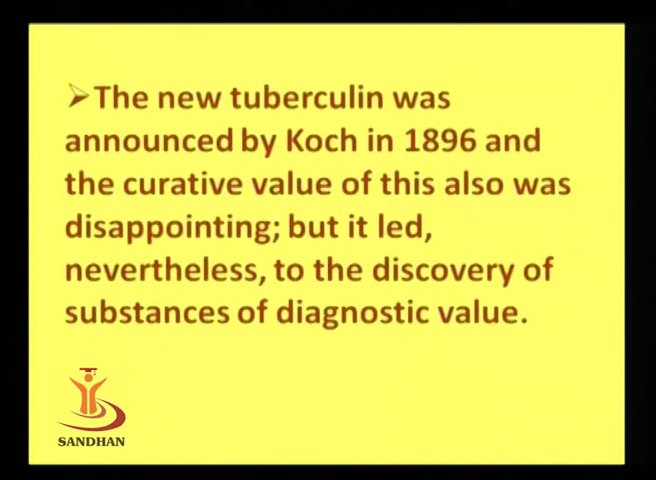 ➢The new tuberculin was
announced by Koch in 1896 and
the curative value of this also was
disappointing; but it led,
nevertheless, to the discovery of
substances of diagnostic value.
SANDHAN